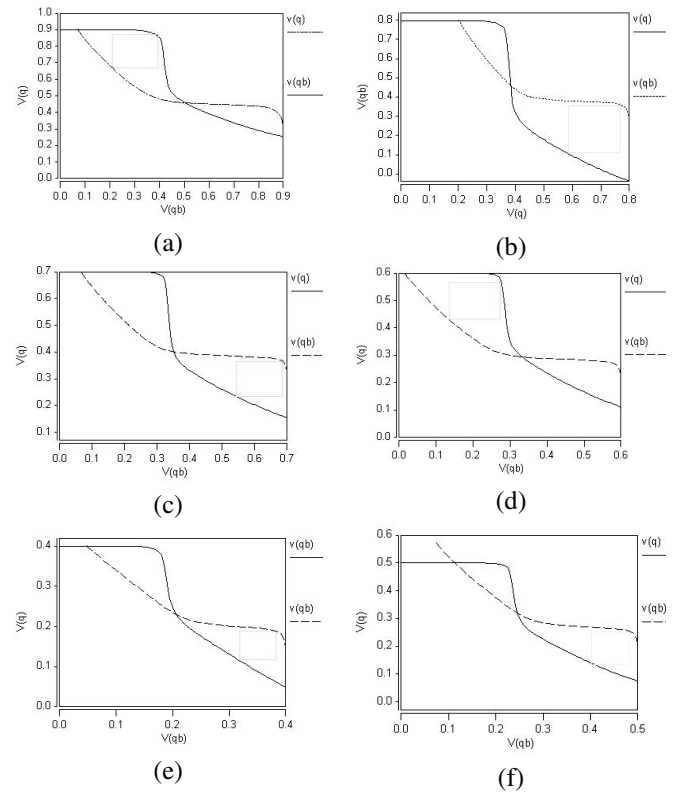 1.0
0.9
0.8
0.7
0.6
0.5
0.4
0.3
0.2
0.1
0.0
V(q)
0.0 0.1 0.2 0.3 0.4 0.5 0.6 0.7 0.8 0.9
V(qb)
v(q)
v(qb)
(a)
0.8
0.7
0.6
0.5
0.4
0.3
0.2
0.1
0.0
V(qb)
0.0 0.1 0.2 0.3 0.4 0.5 0.6 0.7 0.8
V(q)
v(q)
v(qb)
(b)
0.7
0.6
0.5
0.4
0.3
0.2
0.1
V(q)
0.0 0.1 0.2 0.3 0.4 0.5 0.6 0.7
V(qb)
v(q)
v(qb)
(c)
0.6
0.5
0.4
0.3
0.2
0.1
0.0
V(q)
0.0 0.1 0.2 0.3 0.4 0.5 0.6
V(qb)
v(q)
v(qb)
(d)
0.4
0.3
0.2
0.1
0.0
V(q)
0.0 0.1 0.2 0.3 0.4
V(qb)
v(qb)
v(qb)
(e)
0.6
0.5
0.4
0.3
0.2
0.1
0.0
V(q)
0.0 0.1 0.2 0.3 0.4 0.5
V(qb)
v(q)
v(qb)
(f)